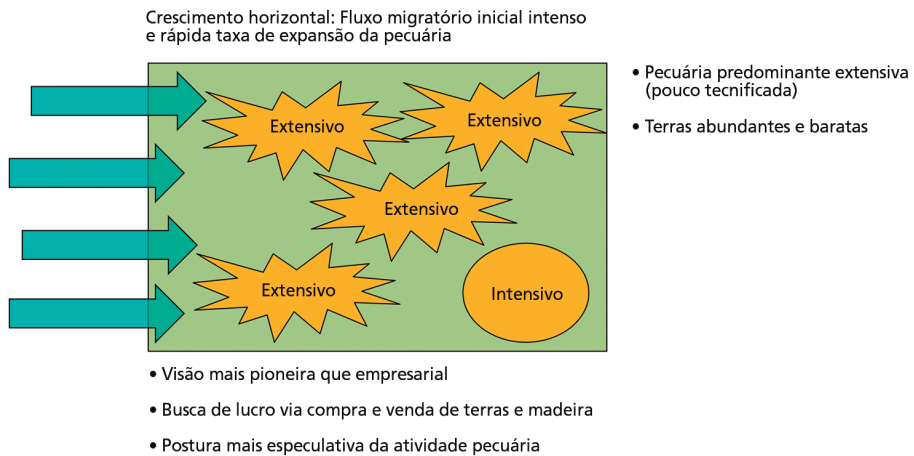 Crescimento horizontal: Fluxo migratório inicial intenso
e rápida taxa de expansão da pecuária
• Pecuária predominante extensiva
(pouco tecnificada)
• Terras abundantes e baratas
Extensivo
Extensivo
Extensivo
Extensivo
Intensivo
• Visão mais pioneira que empresarial
• Busca de lucro via compra e venda de terras e madeira
• Postura mais especulativa da atividade pecuária